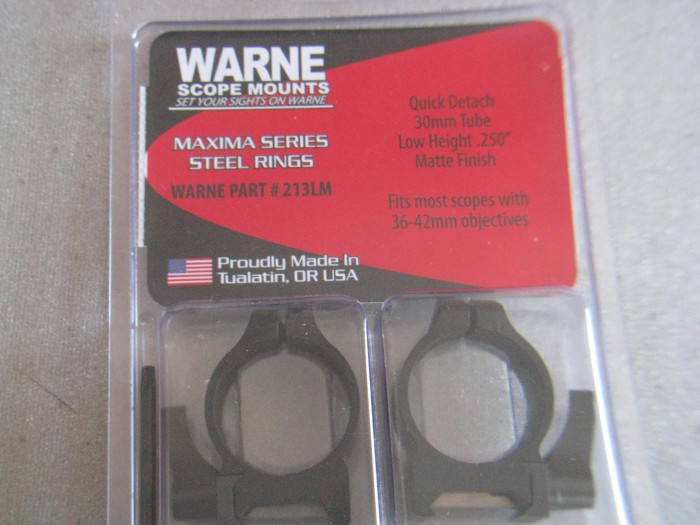 WARNE
SCOPE MOUNTS
SET YOUR SIGHTS ON WARNE
MAXIMA SERIES
STEEL RINGS
WARNE PART # 213LM
Quick Detach
30mm Tube
Low Height .250"
Matte Finish
Fits most scopes with
36-42mm objectives
Proudly Made In
Tualatin, OR USA